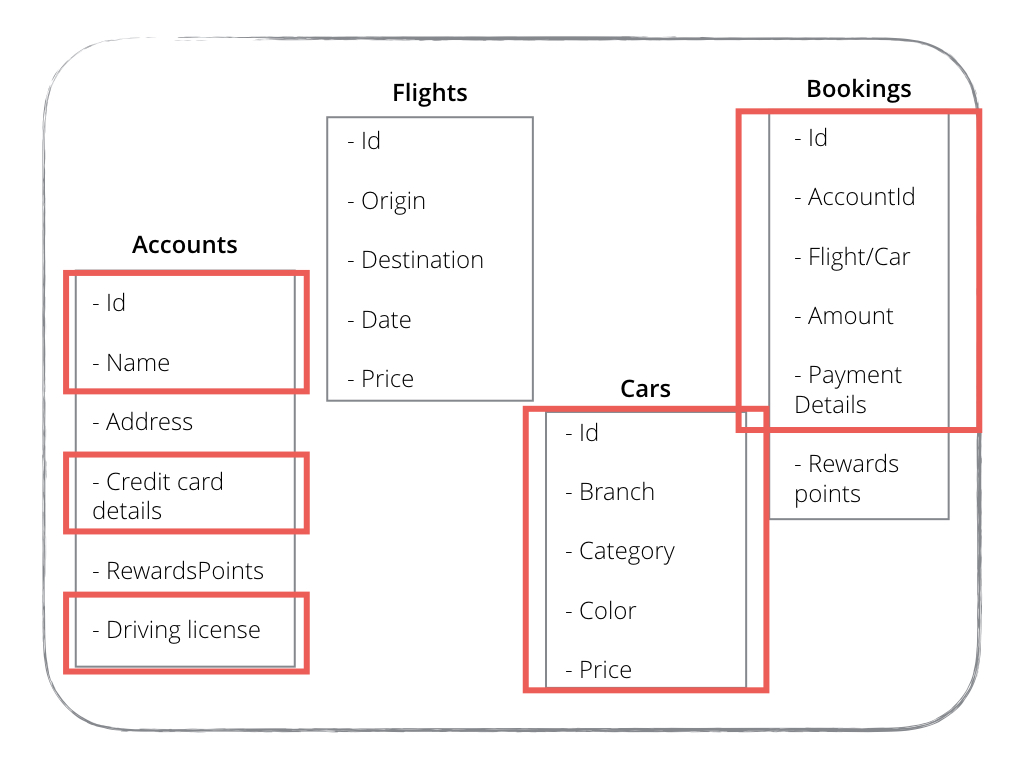 Accounts
- Id
- Name
- Address
- Credit card
details
- RewardsPoints
- Driving license
Flights
- Id
- Origin
- Destination
- Date
- Price
Cars
- Id
- Branch
- Category
- Color
- Price
Bookings
- Id
- AccountId
- Flight/Car
- Amount
- Payment
Details
- Rewards
points